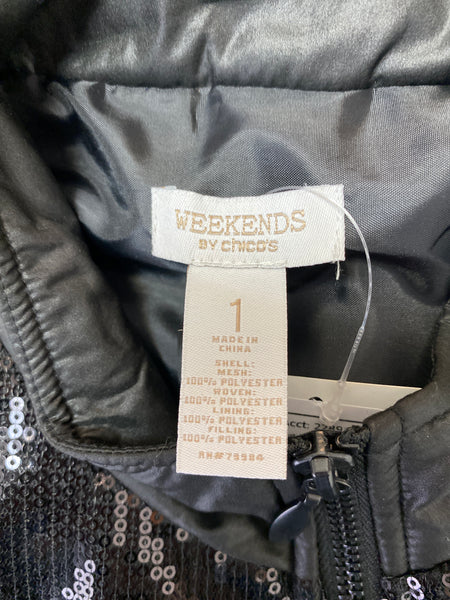 WEEKENDS
BY CHICO'S
1
MADE IN
CHINA
SHELL:
MESH:
100% POLYESTER
WOVEN:
100% POLYESTER
LINING:
100% POLYESTER
FILLING:
100% POLYESTER
RN#79984
Acct: